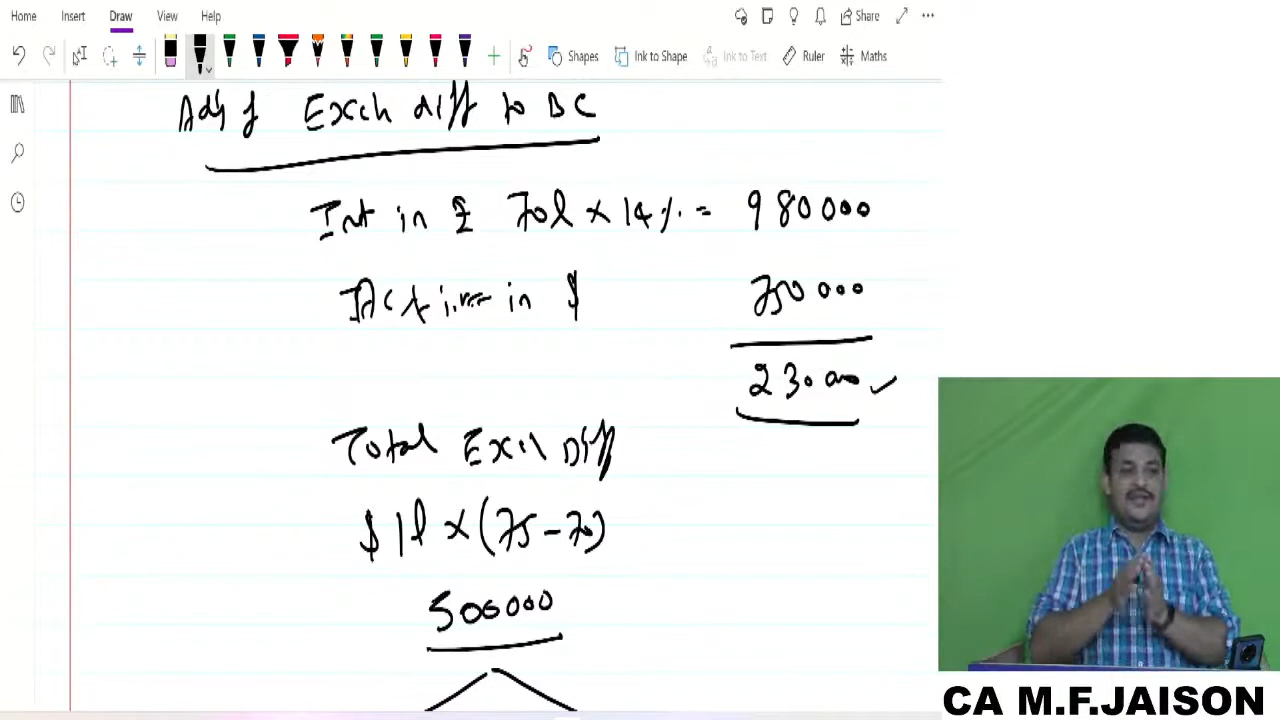 Home Insert Draw View Help Share
Shapes Ink to Shape Ink to Text Ruler Maths
Adj of Exch diff to BC
Int in ₤ 70l × 14% = 980000
Act in $ 750000
230000 ✓
Total Exch Diff
$ 1l × (75-70)
500000
CA M.F.JAISON